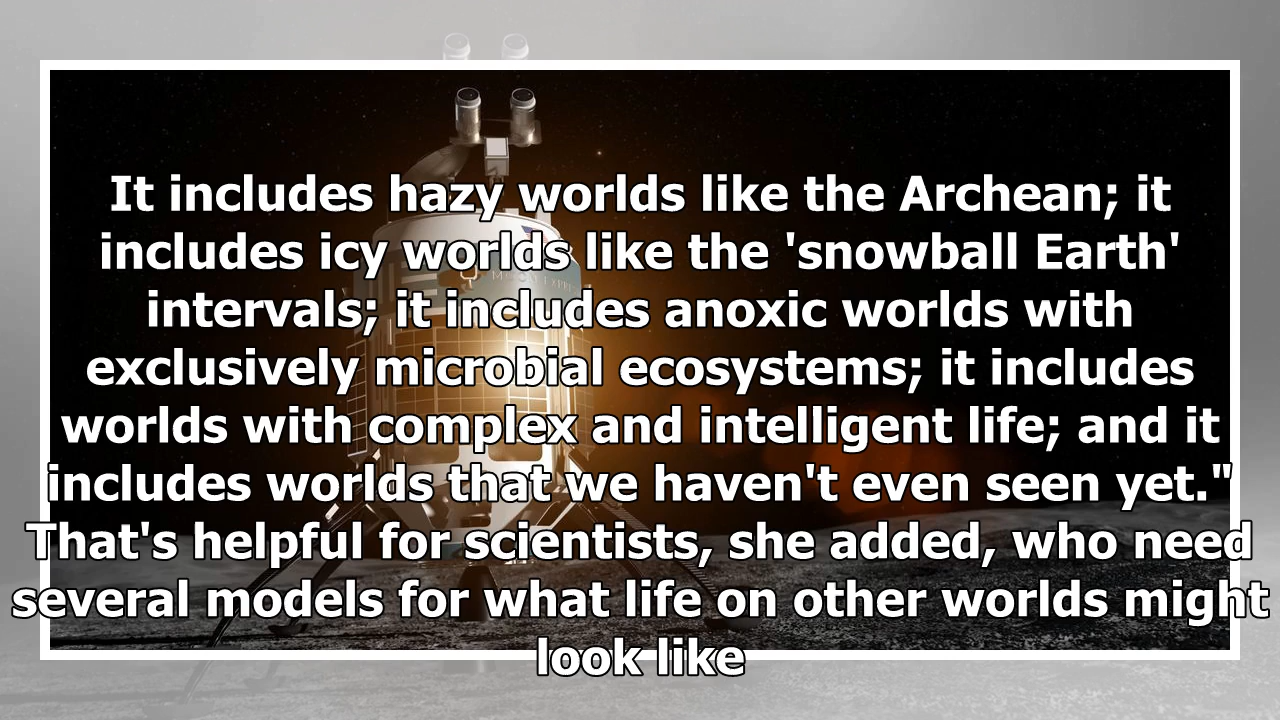 It includes hazy worlds like the Archean; it
includes icy worlds like the 'snowball Earth'
intervals; it includes anoxic worlds with
exclusively microbial ecosystems; it includes
worlds with complex and intelligent life; and it
includes worlds that we haven't even seen yet."
That's helpful for scientists, she added, who need
several models for what life on other worlds might
look like